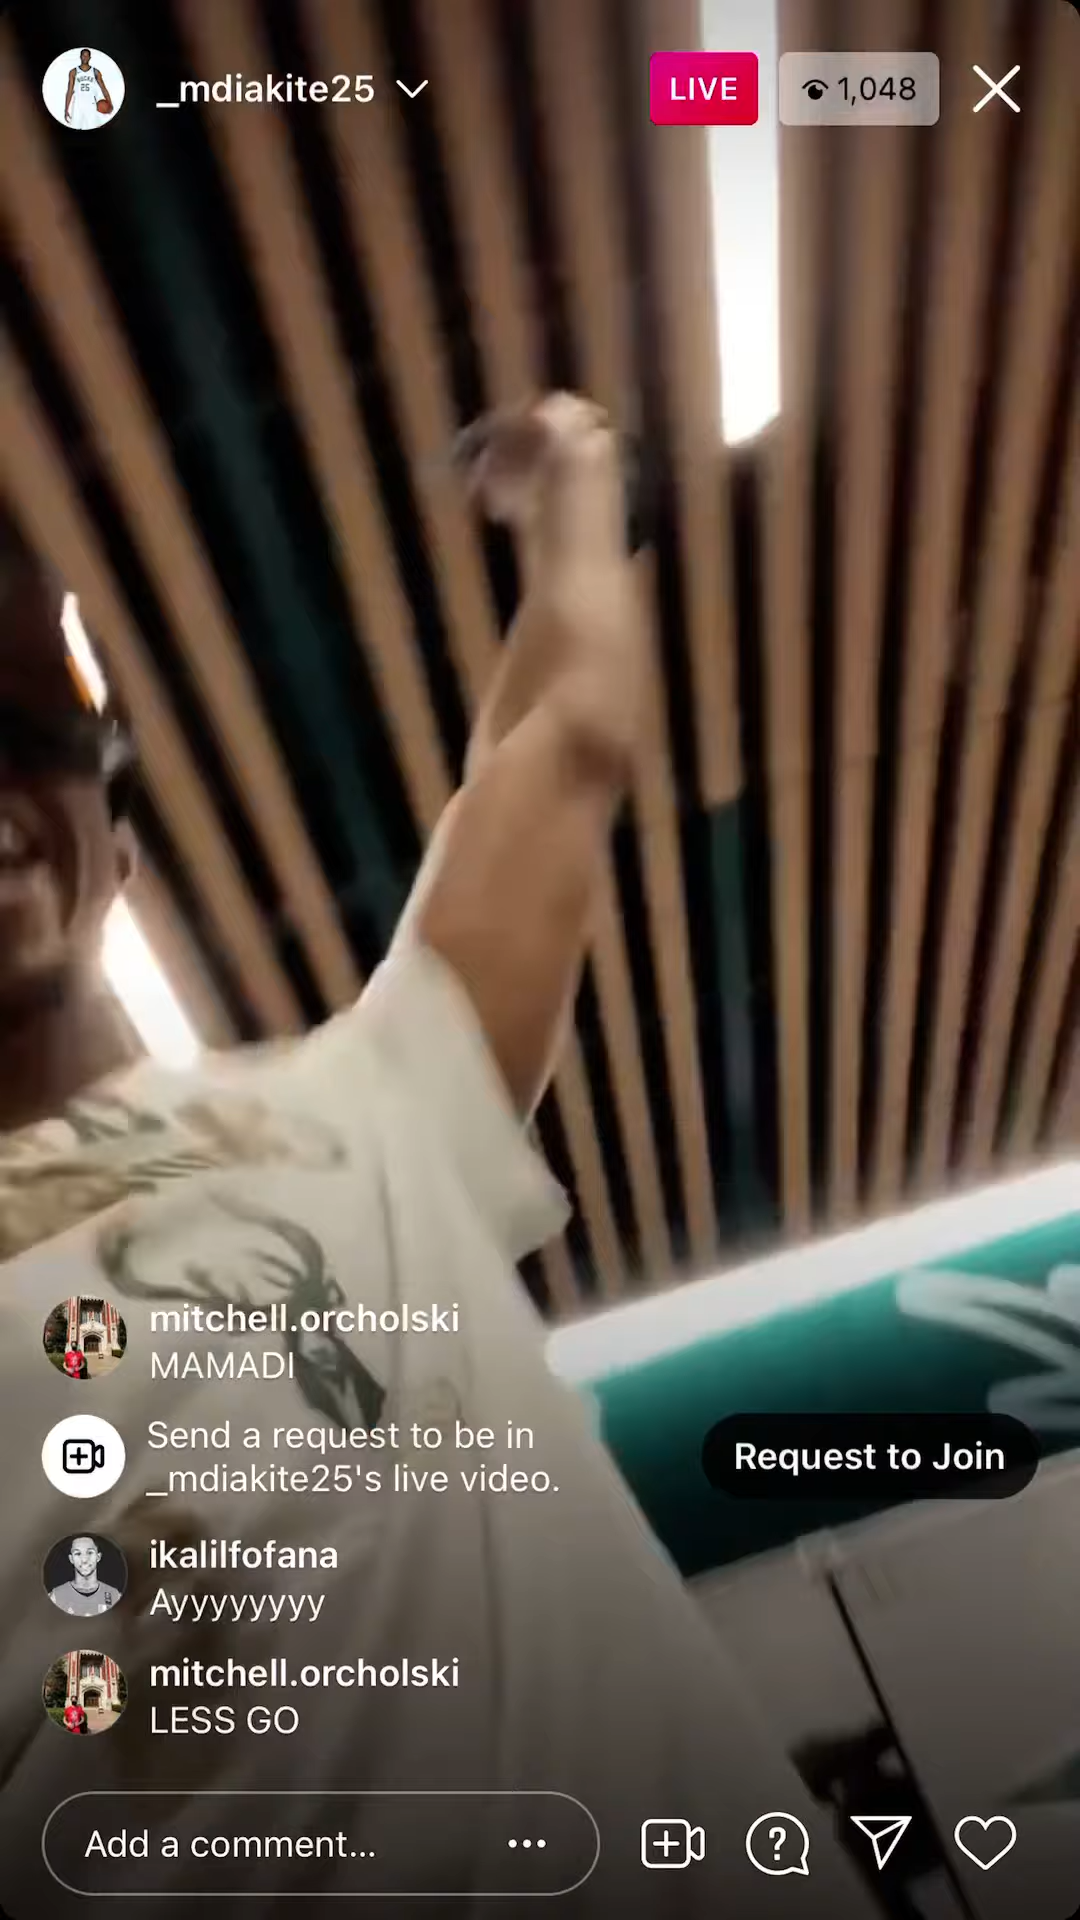 _mdiakite25
LIVE
1,048
mitchell.orcholski
MAMADI
Send a request to be in
_mdiakite25's live video.
Request to Join
ikalilfofana
Ayyyyyyyy
mitchell.orcholski
LESS GO
Add a comment...